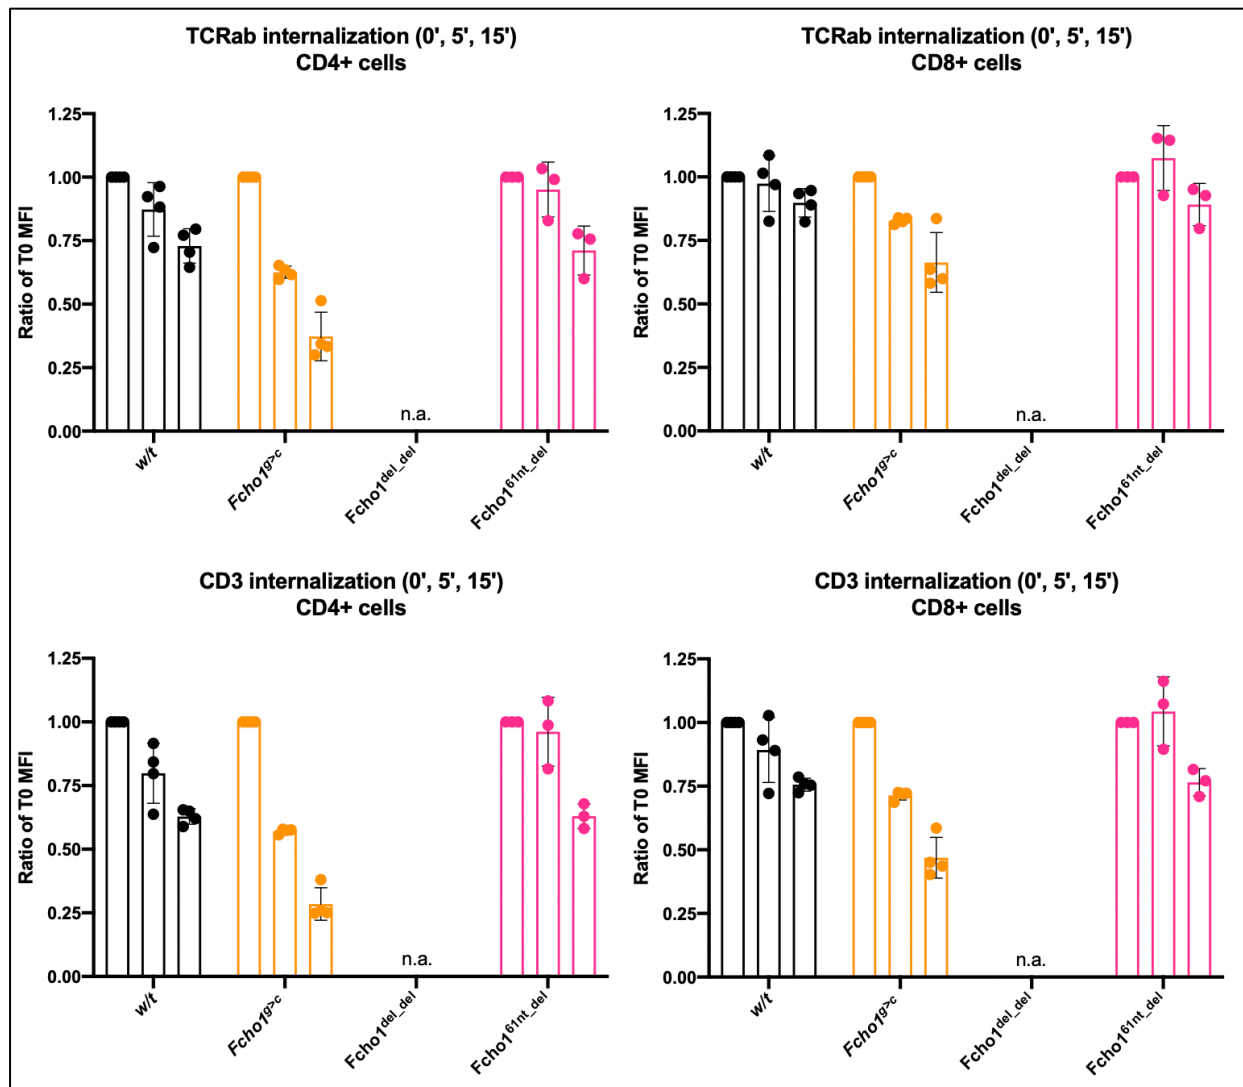 TCRab internalization (0', 5', 15')
CD4+ cells
Ratio of T0 MFI
1.25
1.00
0.75
0.50
0.25
0.00
n.a.
w/t
Fcho1g>c
Fcho1del_del
Fcho161nt_del
TCRab internalization (0', 5', 15')
CD8+ cells
Ratio of T0 MFI
1.25
1.00
0.75
0.50
0.25
0.00
n.a.
w/t
Fcho1g>c
Fcho1del_del
Fcho161nt_del
CD3 internalization (0', 5', 15')
CD4+ cells
Ratio of T0 MFI
1.25
1.00
0.75
0.50
0.25
0.00
n.a.
w/t
Fcho1g>c
Fcho1del_del
Fcho161nt_del
CD3 internalization (0', 5', 15')
CD8+ cells
Ratio of T0 MFI
1.25
1.00
0.75
0.50
0.25
0.00
n.a.
w/t
Fcho1g>c
Fcho1del_del
Fcho161nt_del